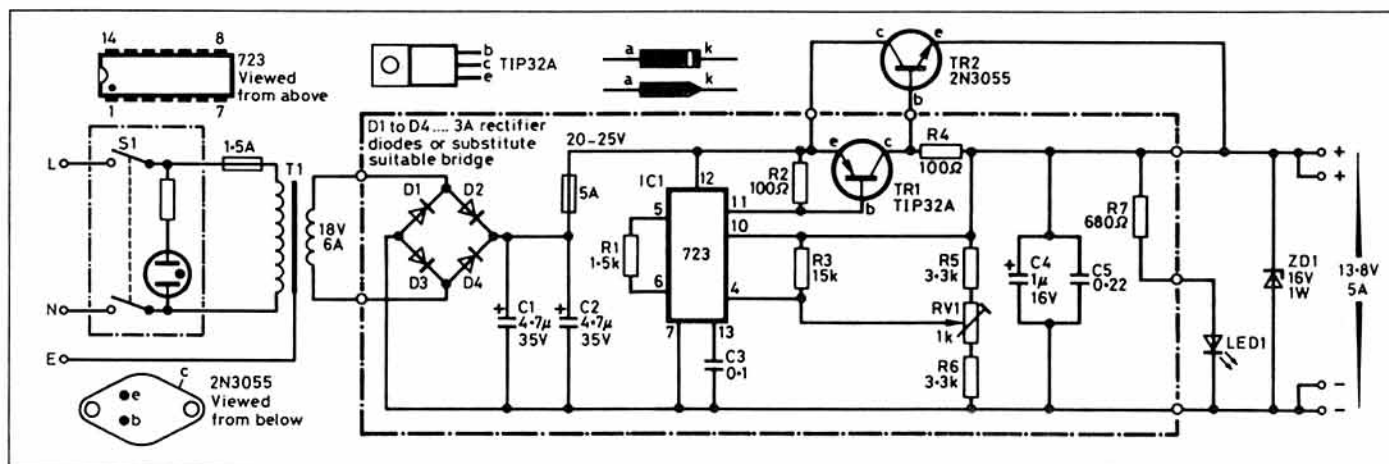 14 8
723
Viewed
from above
1 7
b
c TIP32A
e
a k
a k
c e
TR2
2N3055
b
S1
1·5A
L
T1
N
E
18V
6A
D1 to D4.... 3A rectifier
diodes or substitute
suitable bridge
20-25V
5A
D1 D2
D3 D4
+ C1
4·7μ
35V
+ C2
4·7μ
35V
IC1
12
5 11
10
723
6 4
7 13
R1
1·5k
R2
100Ω
e c
TR1
TIP32A
b
R4
100Ω
R3
15k
C3
0·1
R5
3·3k
RV1
1k
R6
3·3k
+ C4
1μ
16V
C5
0·22
R7
680Ω
LED1
ZD1
16V
1W
+
+
13·8V
5A
-
-
c 2N3055
e Viewed
b from below